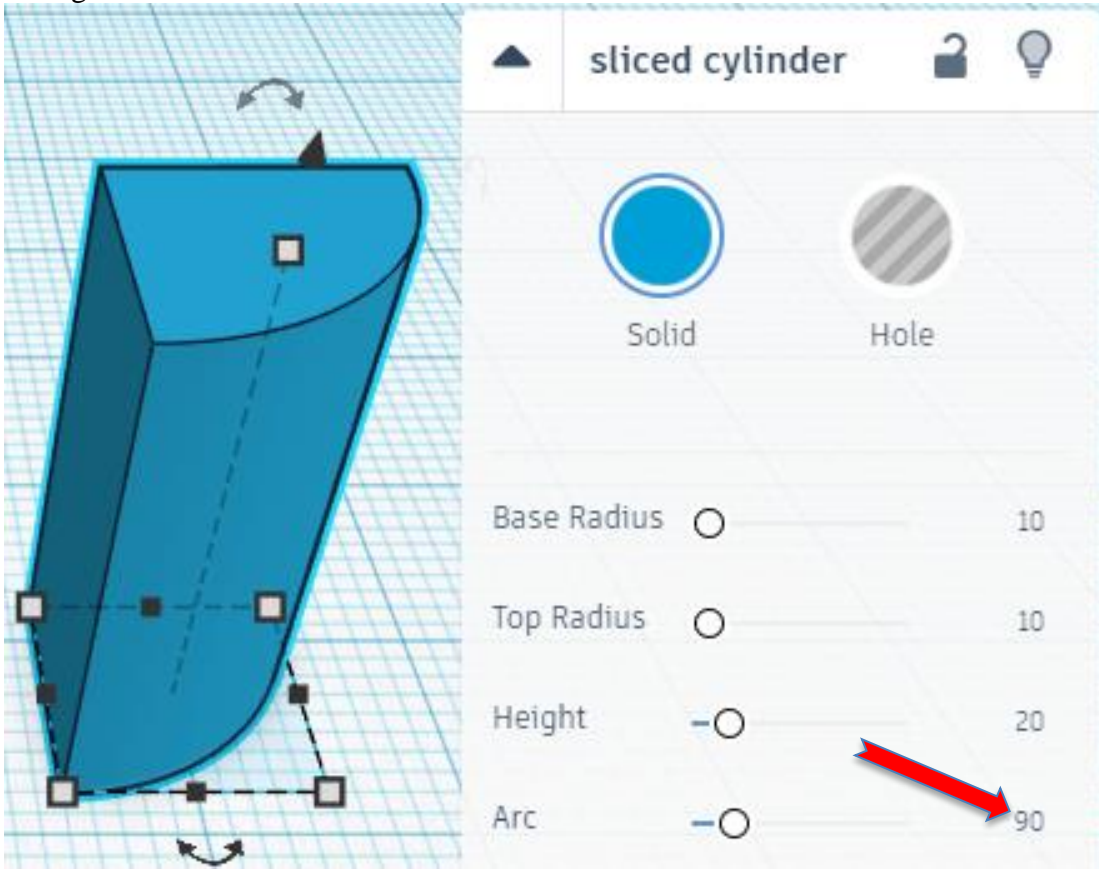 sliced cylinder
Solid Hole
Base Radius 10
Top Radius 10
Height 20
Arc 90